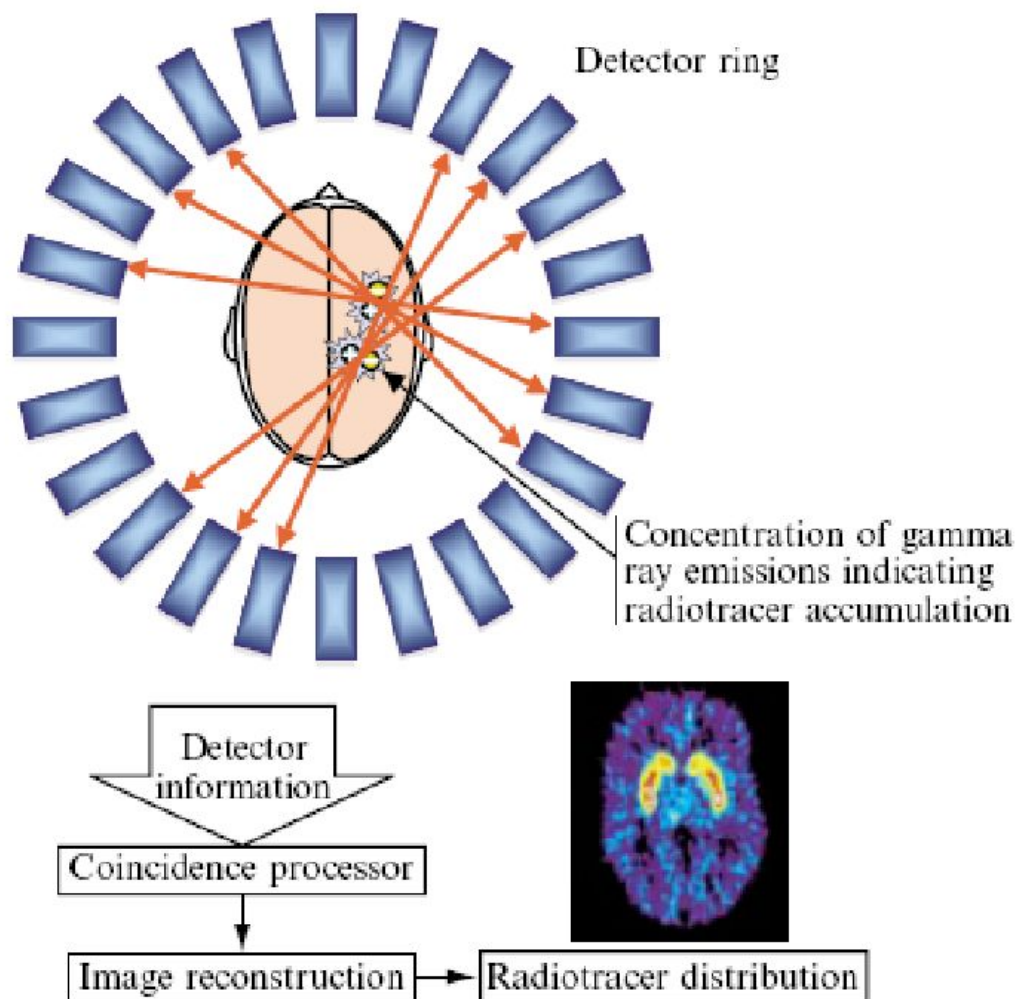 Detector ring
Concentration of gamma
ray emissions indicating
radiotracer accumulation
Detector
information
Coincidence processor
Image reconstruction
Radiotracer distribution